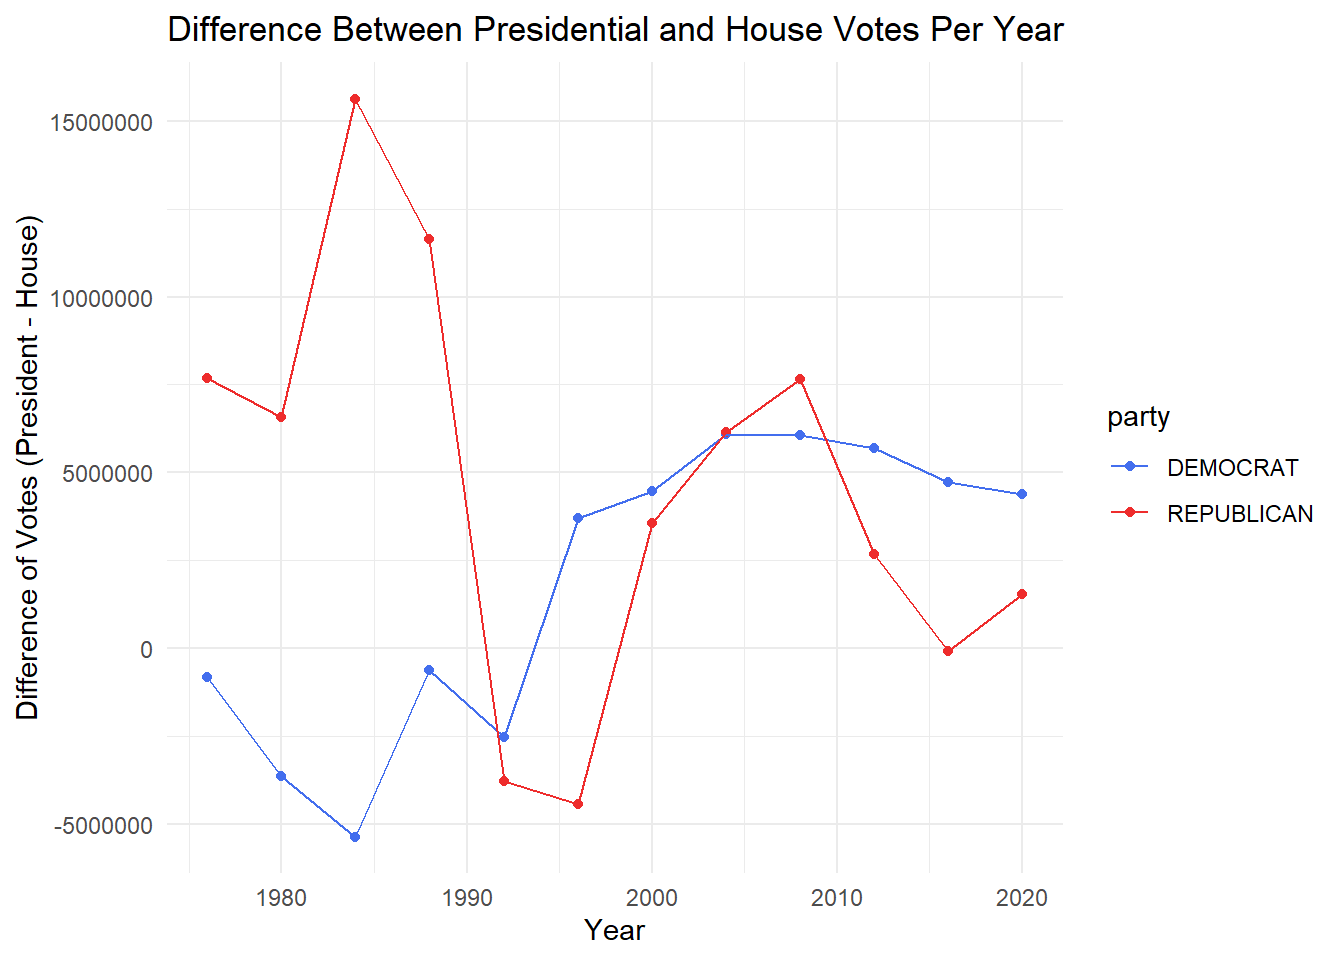 Difference Between Presidential and House Votes Per Year
Difference of Votes (President - House)
15000000
10000000
5000000
0
-5000000
1980 1990 2000 2010 2020
Year
party
DEMOCRAT
REPUBLICAN